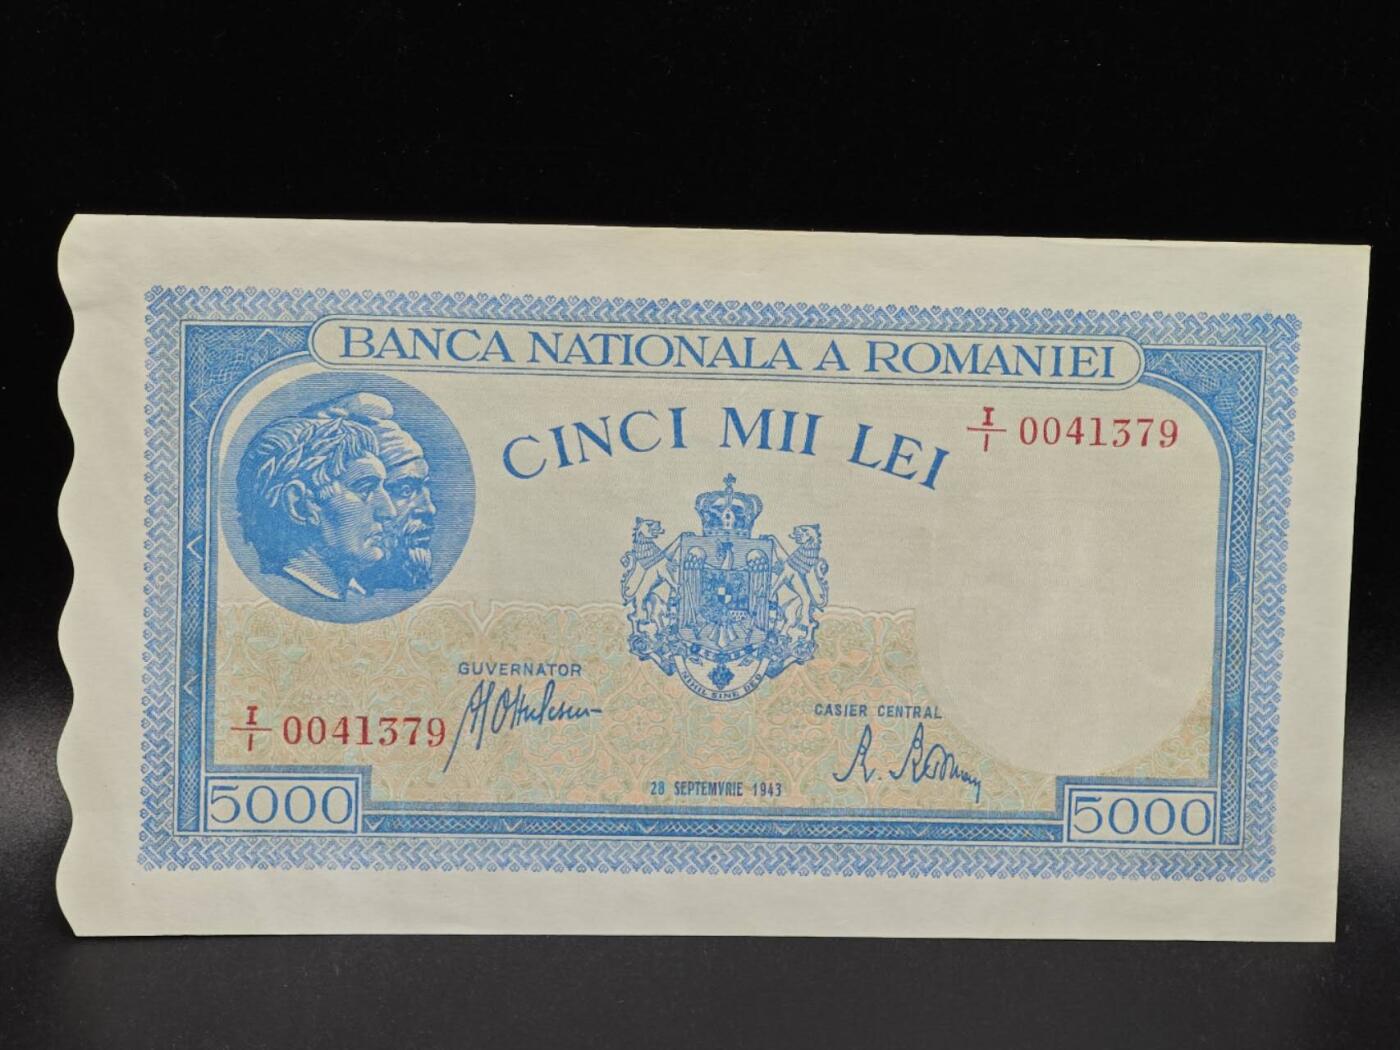 BANCA NATIONALA A ROMANIEI
CINCI MII LEI
I/1 0041379
NIHIL SINE DEO
GUVERNATOR
CASIER CENTRAL
I/1 0041379
28 SEPTEMVRIE 1943
5000
5000